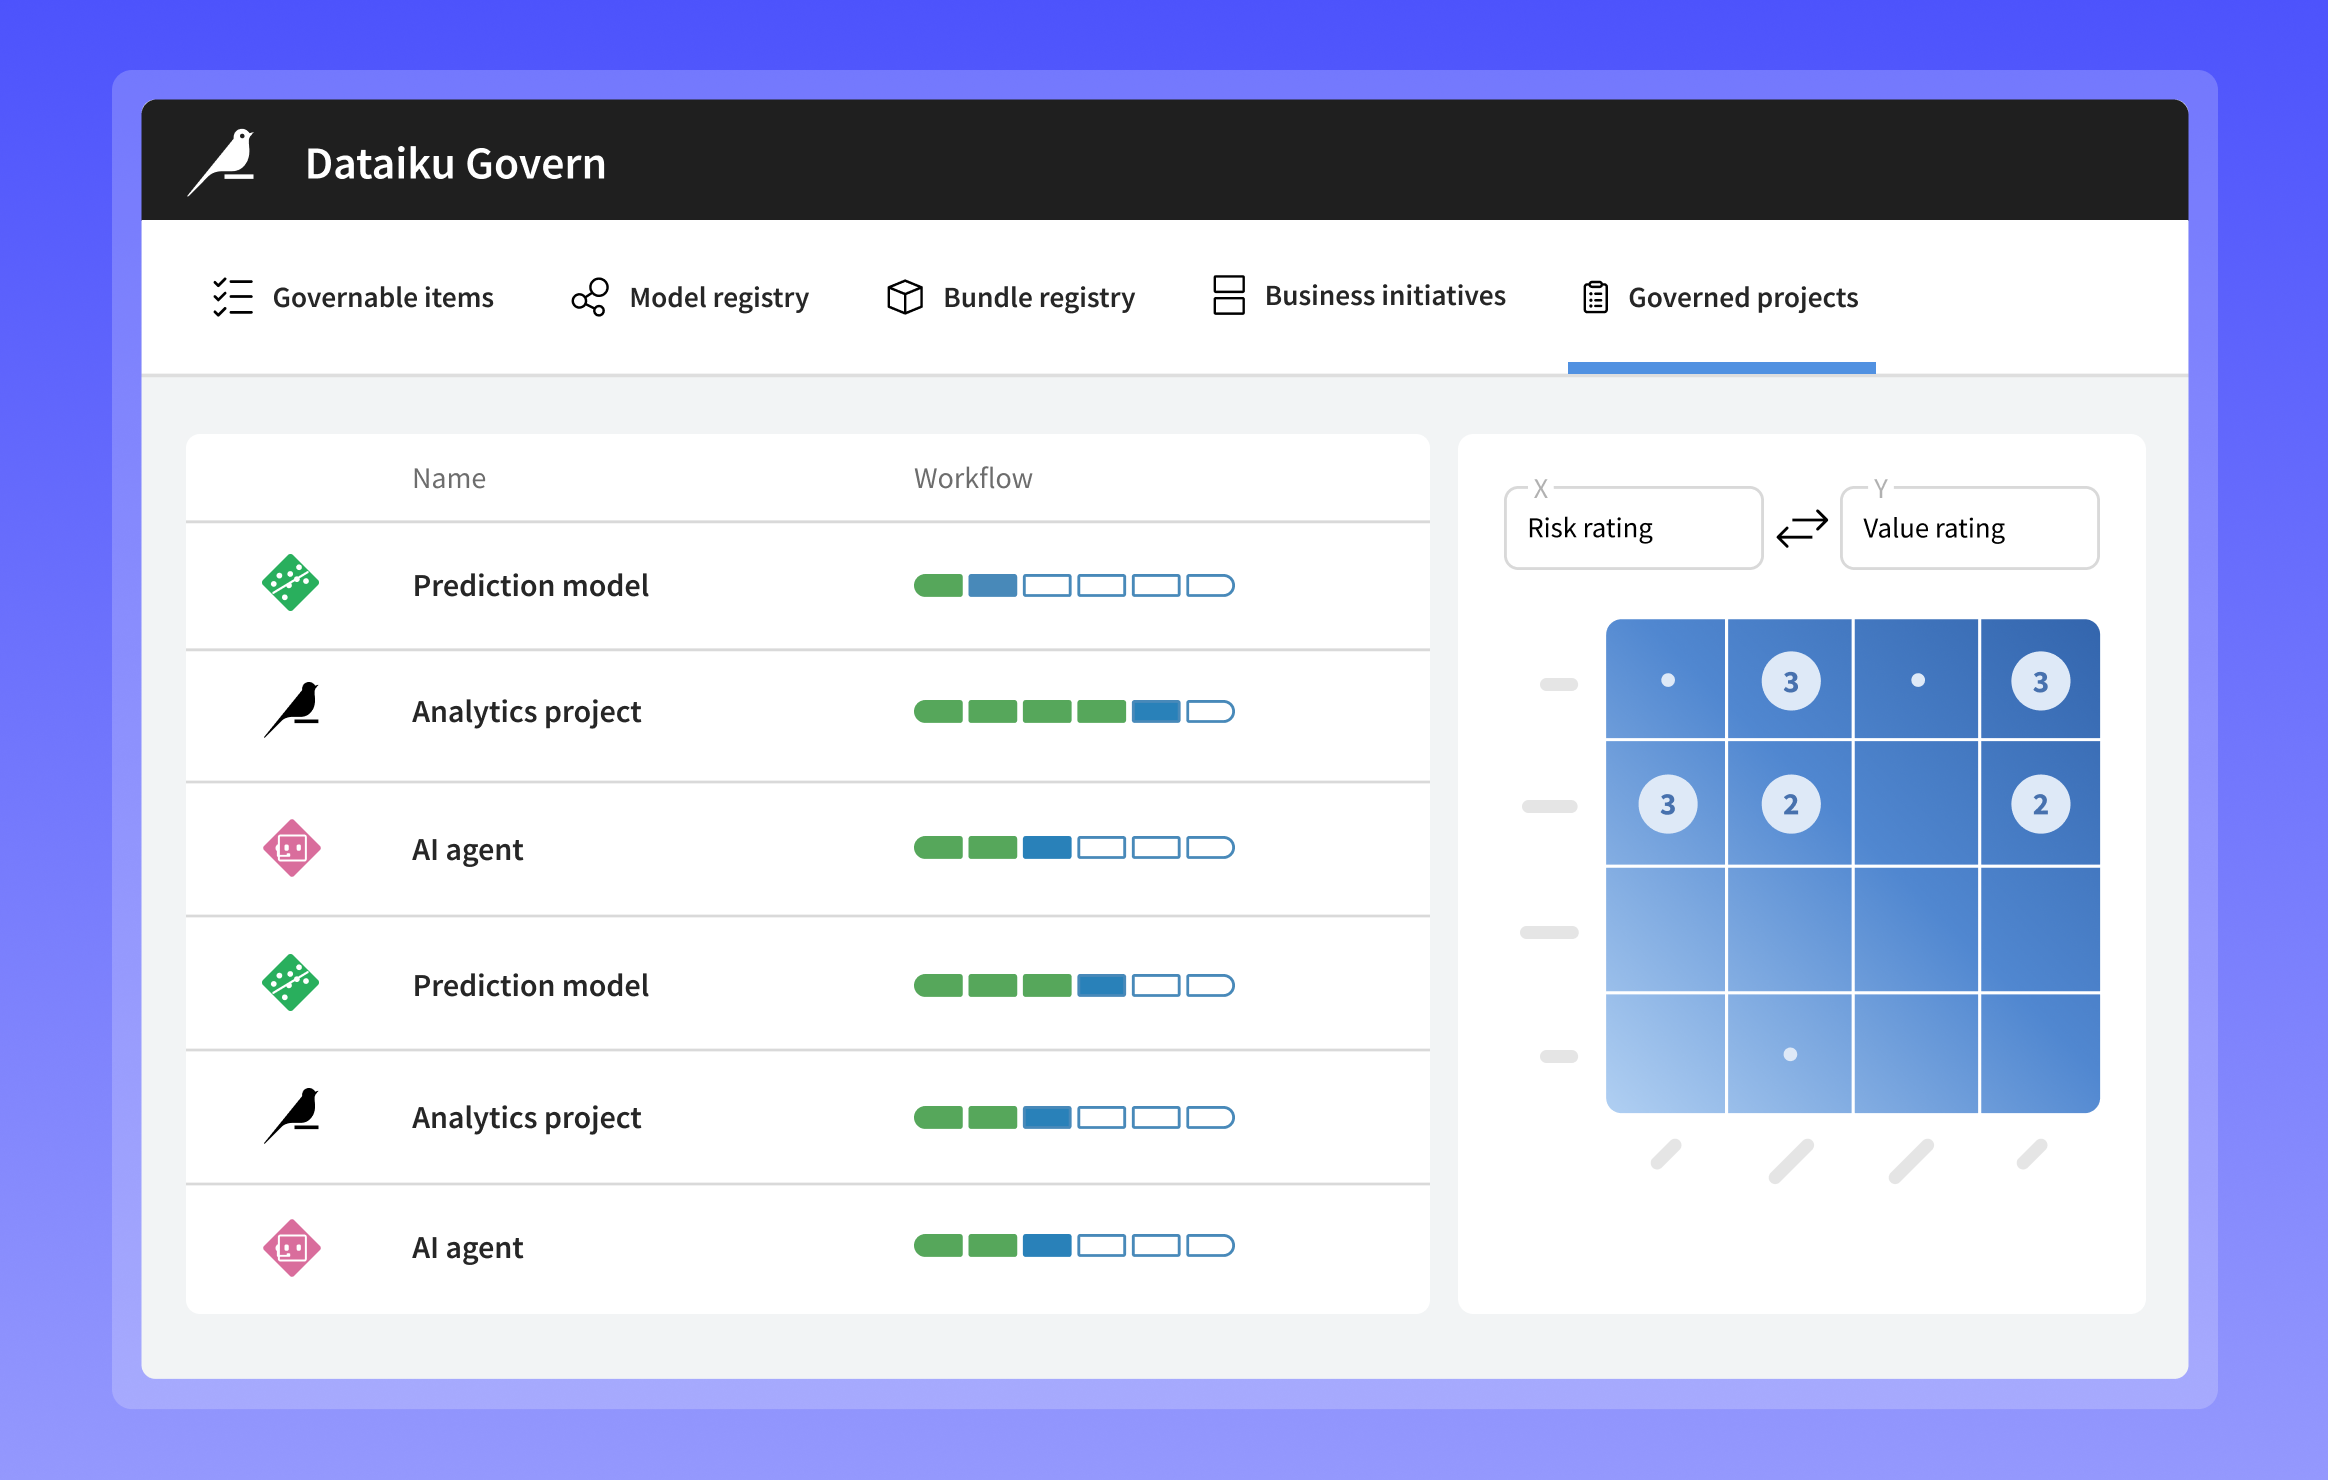 Dataiku Govern
Governable items
Model registry
Bundle registry
Business initiatives
Governed projects
Name
Workflow
Prediction model
Analytics project
AI agent
Prediction model
Analytics project
AI agent
X
Risk rating
Y
Value rating
3
3
3
2
2